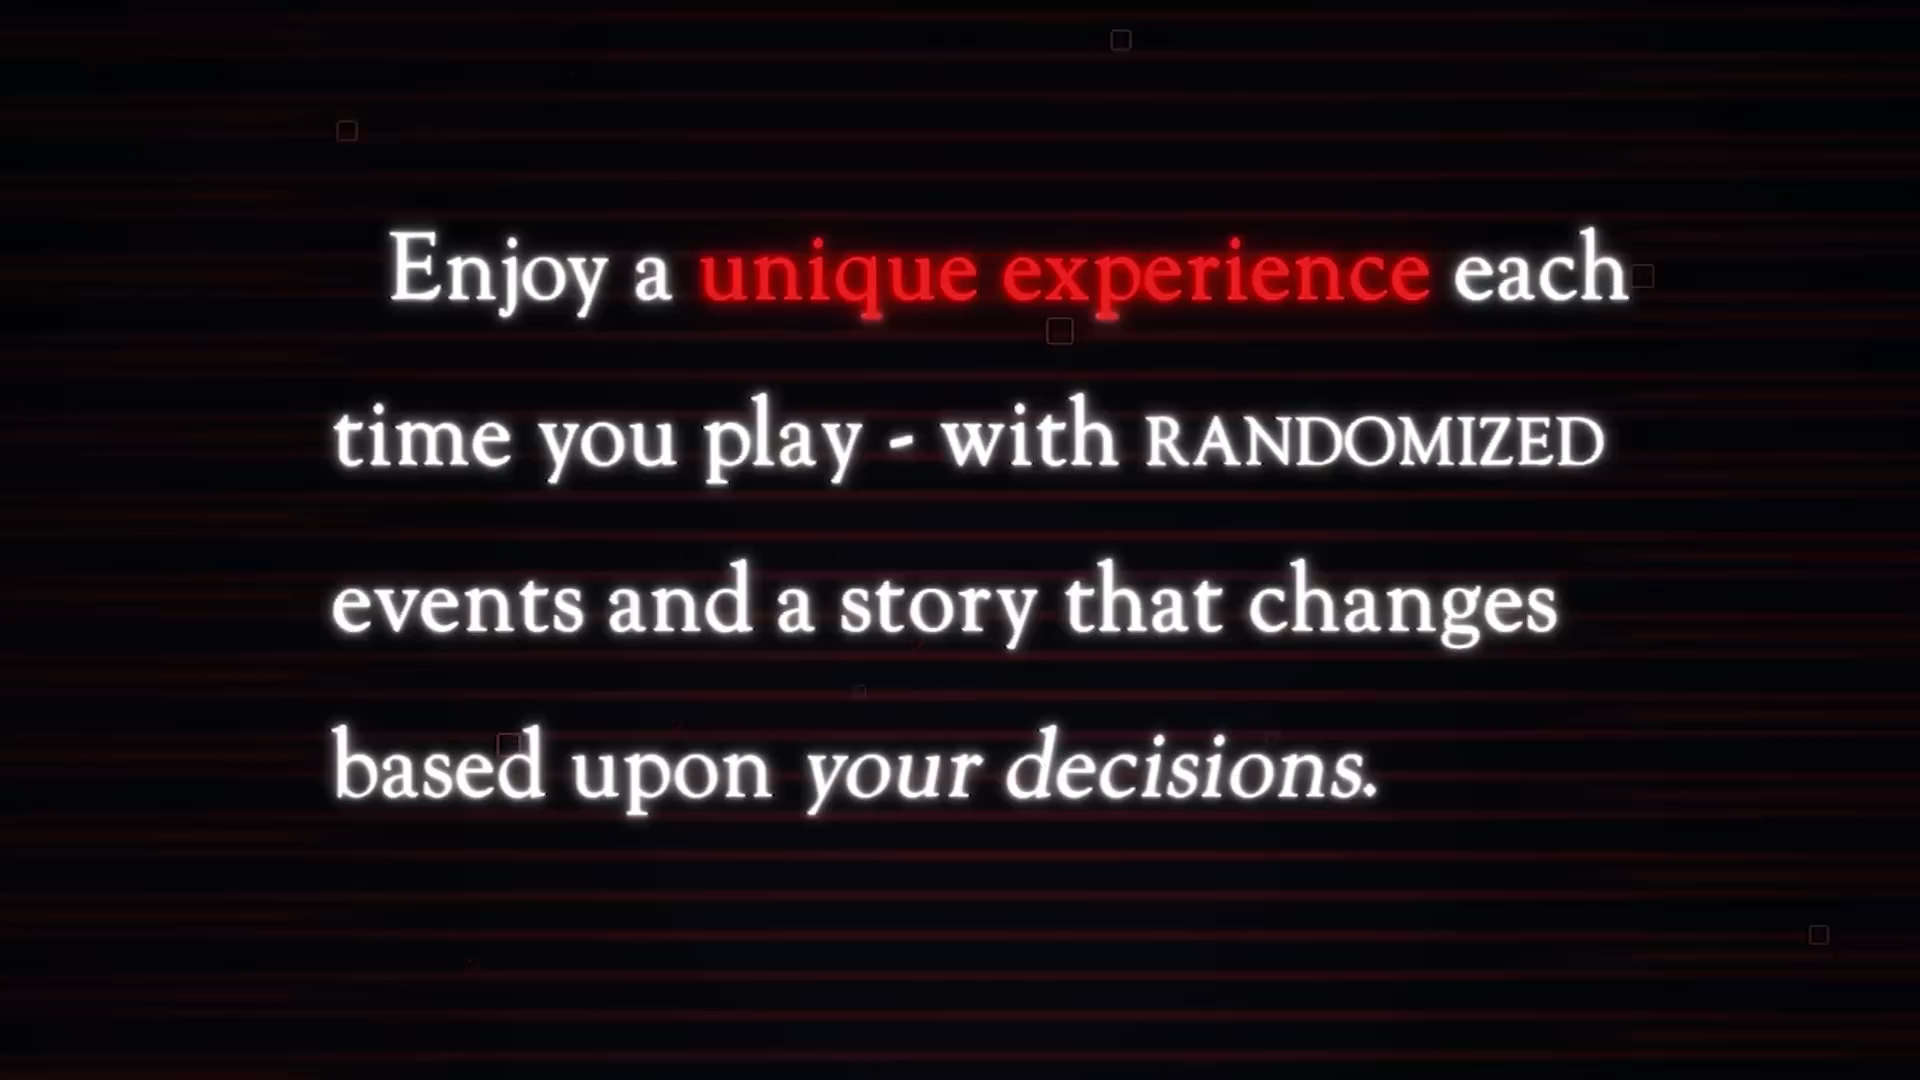 Enjoy a unique experience each
time you play - with RANDOMIZED
events and a story that changes
based upon your decisions.